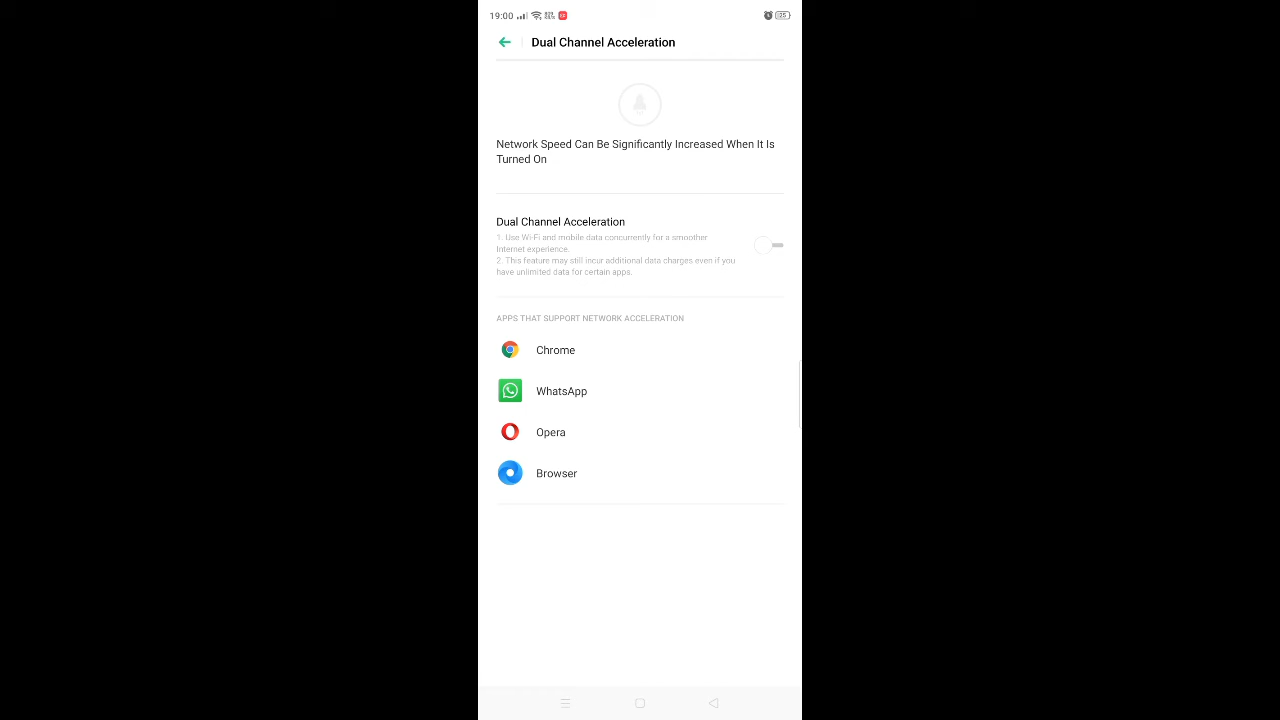 19:00
Dual Channel Acceleration
Network Speed Can Be Significantly Increased When It Is
Turned On
Dual Channel Acceleration
1. Use Wi-Fi and mobile data concurrently for a smoother
Internet experience.
2. This feature may still incur additional data charges even if you
have unlimited data for certain apps.
APPS THAT SUPPORT NETWORK ACCELERATION
Chrome
WhatsApp
Opera
Browser